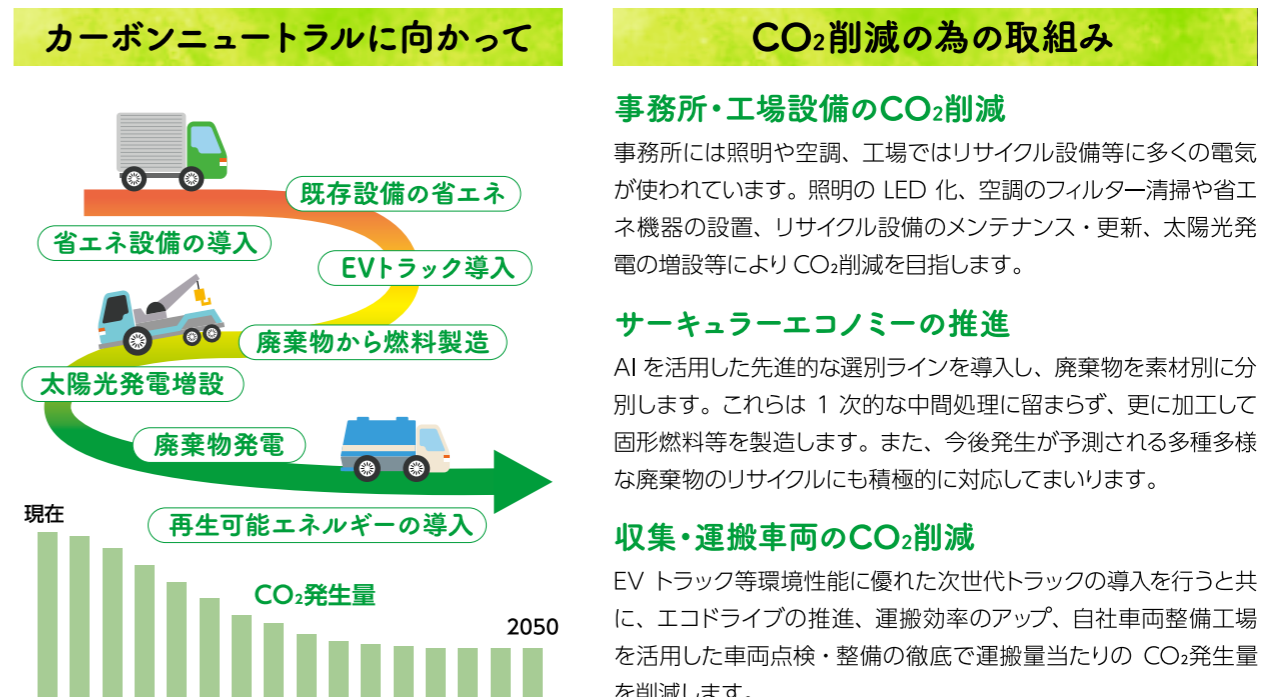 カーボンニュートラルに向かって
既存設備の省エネ
省エネ設備の導入
EVトラック導入
廃棄物から燃料製造
太陽光発電増設
廃棄物発電
再生可能エネルギーの導入
現在
CO₂発生量
2050
CO₂削減の為の取組み
事務所・工場設備のCO₂削減
事務所には照明や空調、工場ではリサイクル設備等に多くの電気
が使われています。照明の LED 化、空調のフィルター清掃や省エ
ネ機器の設置、リサイクル設備のメンテナンス・更新、太陽光発
電の増設等により CO₂削減を目指します。
サーキュラーエコノミーの推進
AI を活用した先進的な選別ラインを導入し、廃棄物を素材別に分
別します。これらは 1 次的な中間処理に留まらず、更に加工して
固形燃料等を製造します。また、今後発生が予測される多種多様
な廃棄物のリサイクルにも積極的に対応してまいります。
収集・運搬車両のCO₂削減
EV トラック等環境性能に優れた次世代トラックの導入を行うと共
に、エコドライブの推進、運搬効率のアップ、自社車両整備工場
を活用した車両点検・整備の徹底で運搬量当たりの CO₂発生量
を削減します。